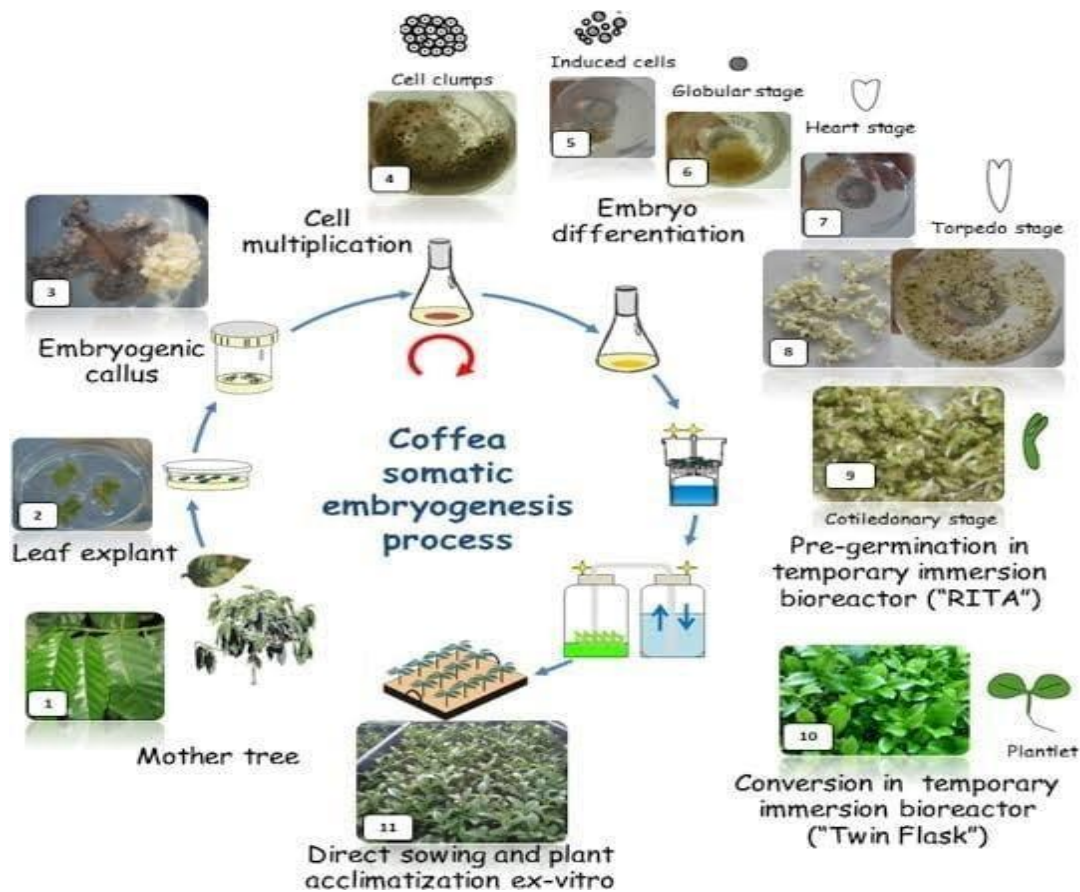 Cell clumps
4
Induced cells
5
Globular stage
6
Heart stage
7
Torpedo stage
8
3
Cell
multiplication
Embryo
differentiation
Embryogenic
callus
Coffea
somatic
embryogenesis
process
9
Cotiledonary stage
Pre-germination in
temporary immersion
bioreactor ("RITA")
2
Leaf explant
1
Mother tree
10
Plantlet
Conversion in temporary
immersion bioreactor
("Twin Flask")
11
Direct sowing and plant
acclimatization ex-vitro